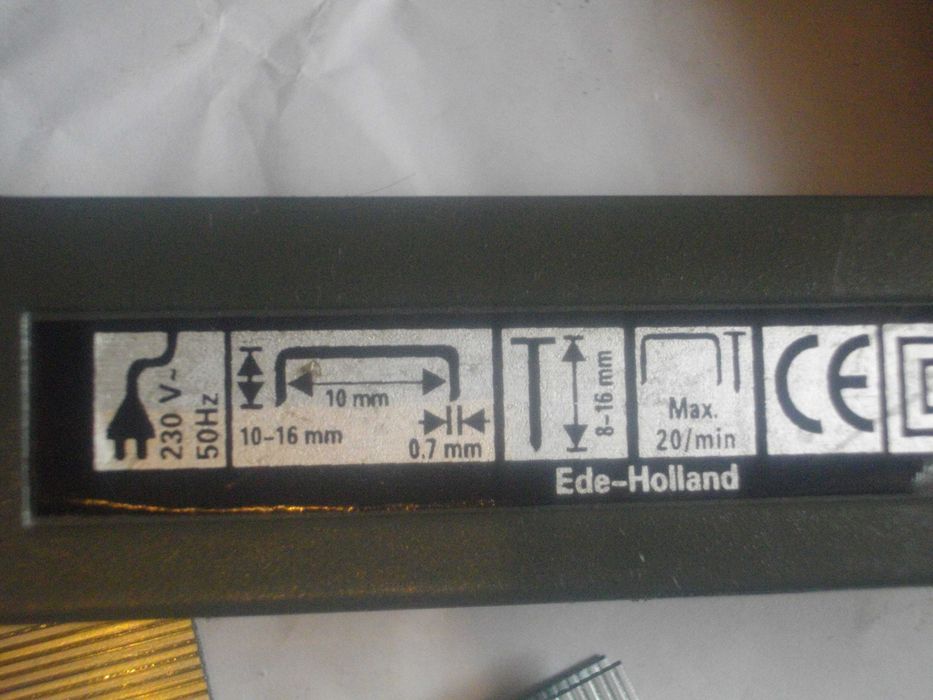 230 V~
50Hz
10 mm
10-16 mm
0.7 mm
8-16 mm
Max.
20/min
CE
Ede-Holland